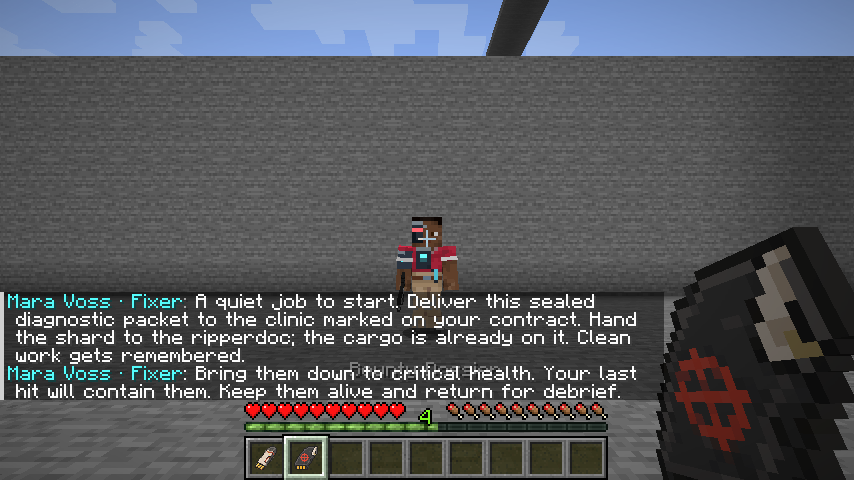 Mara Voss · Fixer: A quiet job to start. Deliver this sealed
diagnostic packet to the clinic marked on your contract. Hand
the shard to the ripperdoc; the cargo is already on it. Clean
work gets remembered.
Mara Voss · Fixer: Bring them down to critical health. Your last
hit will contain them. Keep them alive and return for debrief.
4